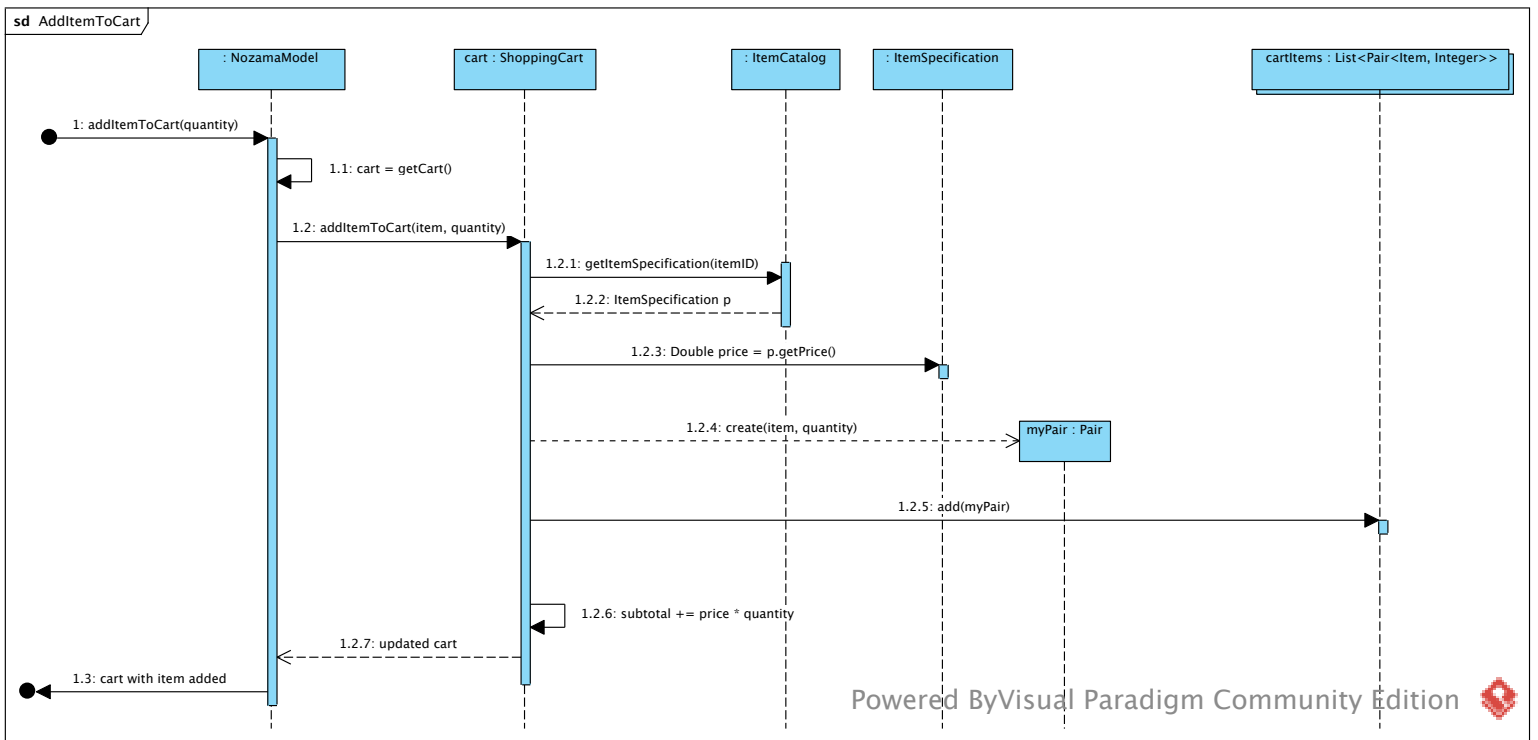 sd AddItemToCart
: NozamaModel
cart : ShoppingCart
: ItemCatalog
: ItemSpecification
cartItems : List<Pair<Item, Integer>>
1: addItemToCart(quantity)
1.1: cart = getCart()
1.2: addItemToCart(item, quantity)
1.2.1: getItemSpecification(itemID)
1.2.2: ItemSpecification p
1.2.3: Double price = p.getPrice()
1.2.4: create(item, quantity)
myPair : Pair
1.2.5: add(myPair)
1.2.6: subtotal += price * quantity
1.2.7: updated cart
1.3: cart with item added
Powered ByVisual Paradigm Community Edition